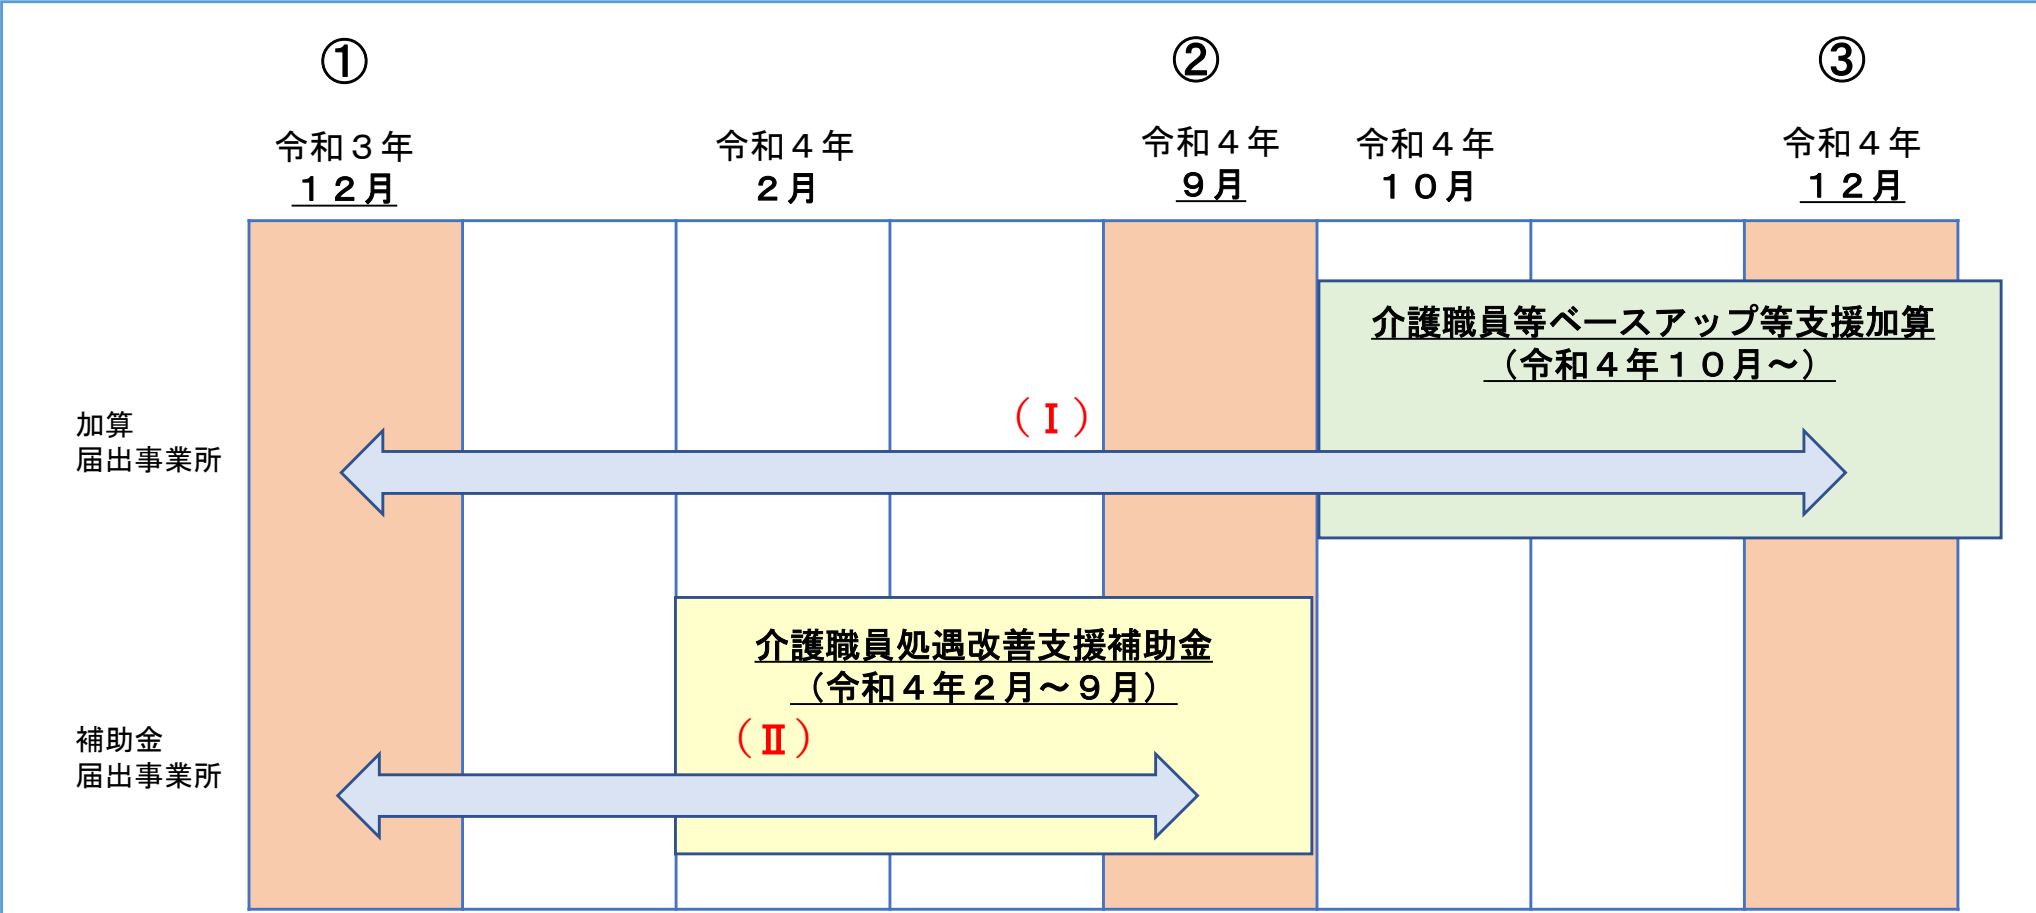 ①
②
③
令和３年
１２月
令和４年
２月
令和４年
９月
令和４年
１０月
令和４年
１２月
介護職員等ベースアップ等支援加算
（令和４年１０月～）
（Ⅰ）
加算
届出事業所
介護職員処遇改善支援補助金
（令和４年２月～９月）
（Ⅱ）
補助金
届出事業所